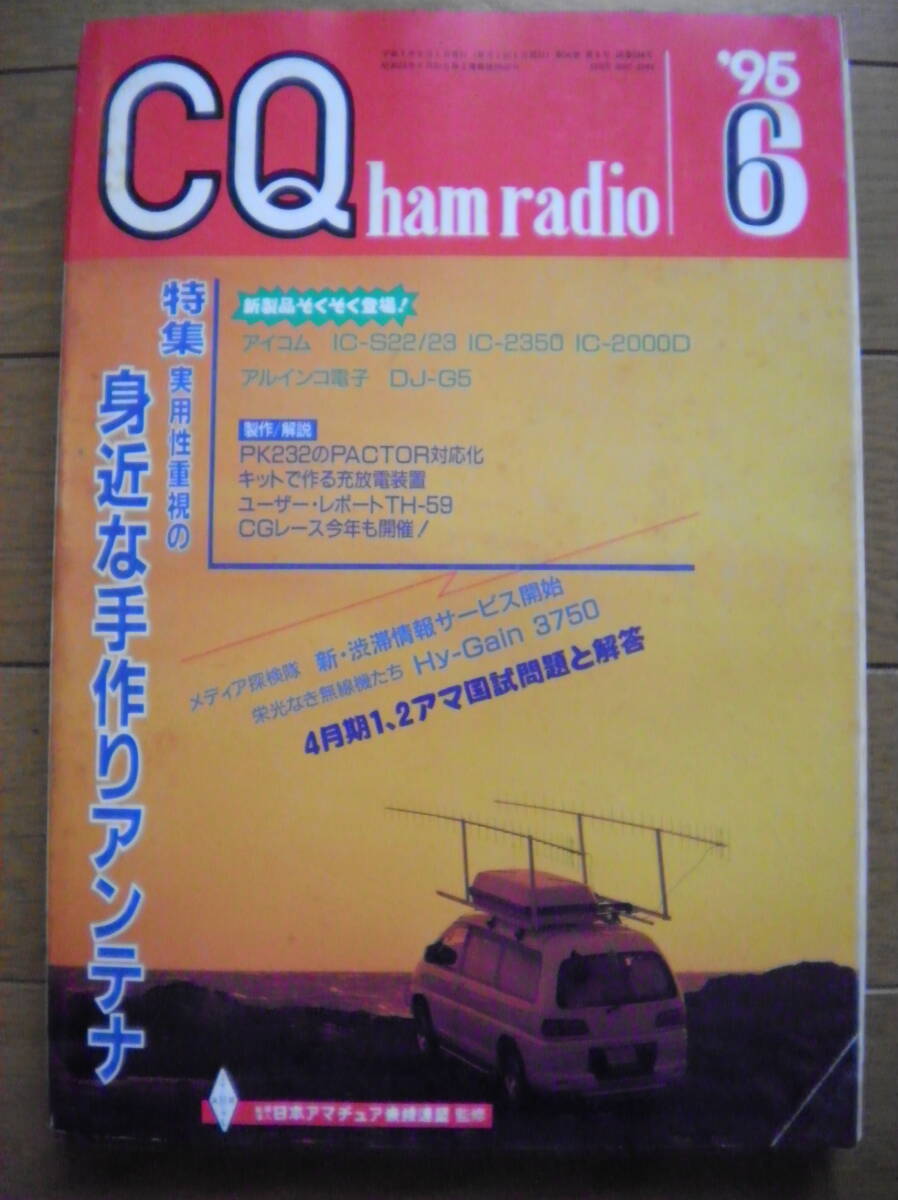 CQ ham radio
'95
6
特集
実用性重視の
身近な手作りアンテナ
新製品ぞくぞく登場!
アイコム IC-S22/23 IC-2350 IC-2000D
アルインコ電子 DJ-G5
製作/解説
PK232のPACTOR対応化
キットで作る充放電装置
ユーザー・レポートTH-59
CQレース今年も開催!
メディア探検隊 新・渋滞情報サービス開始
栄光なき無線機たち Hy-Gain 3750
4月期1、2アマ国試問題と解答
日本アマチュア無線連盟 監修